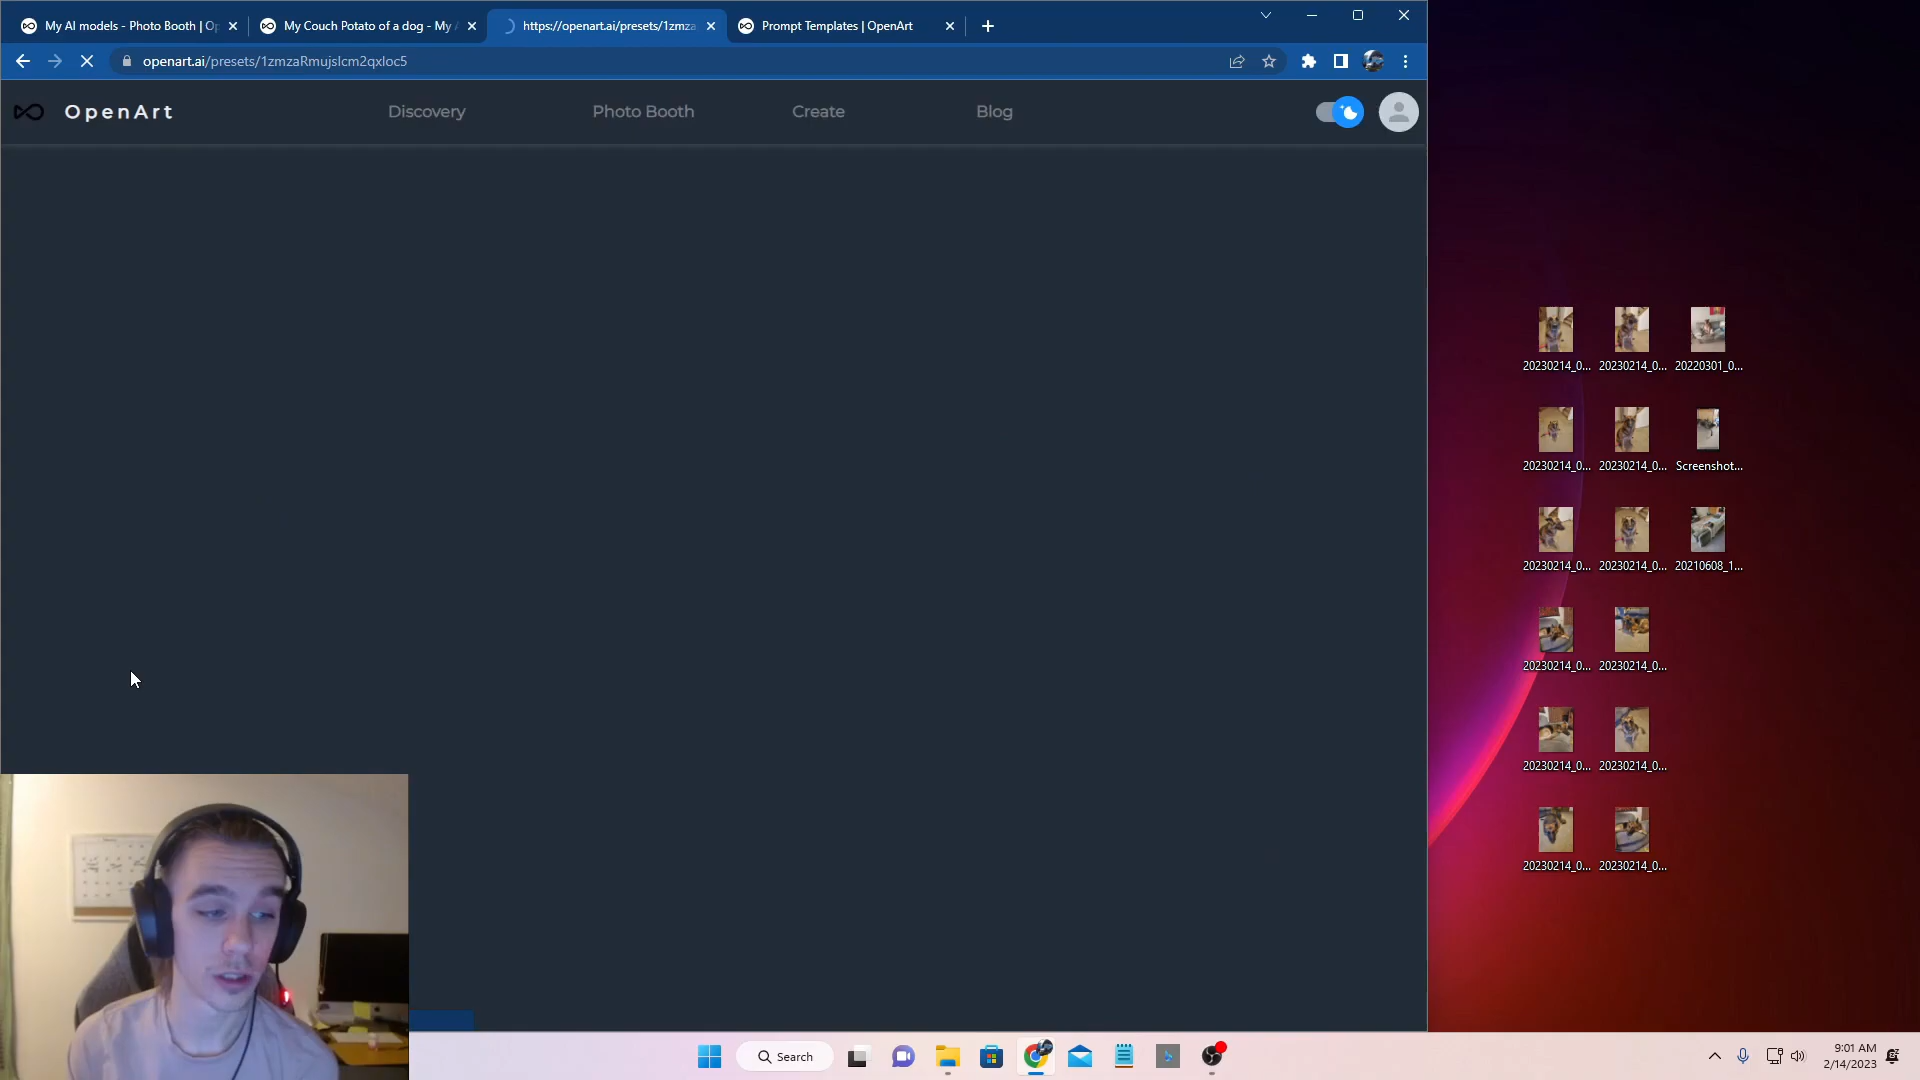 My AI models - Photo Booth | Op
My Couch Potato of a dog - My A
https://openart.ai/presets/1zmza
Prompt Templates | OpenArt
openart.ai/presets/1zmzaRmujslcm2qxloc5
OpenArt
Discovery
Photo Booth
Create
Blog
20230214_0...
20230214_0...
20220301_0...
20230214_0...
20230214_0...
Screenshot...
20230214_0...
20230214_0...
20210608_1...
20230214_0...
20230214_0...
20230214_0...
20230214_0...
20230214_0...
20230214_0...
Search
9:01 AM
2/14/2023